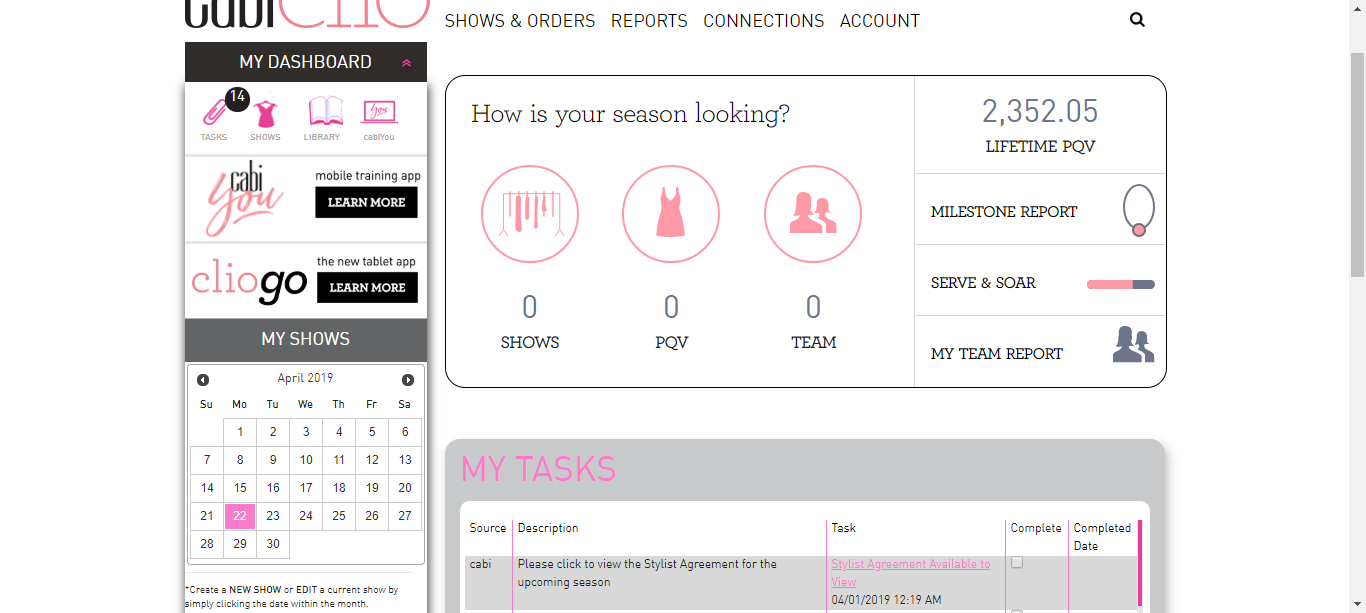 cabi clio
SHOWS & ORDERS REPORTS CONNECTIONS ACCOUNT
MY DASHBOARD
14
TASKS SHOWS LIBRARY cabiYou
you
cabi
you
mobile training app
LEARN MORE
cliogo
the new tablet app
LEARN MORE
MY SHOWS
April 2019
Su Mo Tu We Th Fr Sa
1 2 3 4 5 6
7 8 9 10 11 12 13
14 15 16 17 18 19 20
21 22 23 24 25 26 27
28 29 30
*Create a NEW SHOW or EDIT a current show by
simply clicking the date within the month.
How is your season looking?
0 0 0
SHOWS PQV TEAM
2,352.05
LIFETIME PQV
MILESTONE REPORT
SERVE & SOAR
MY TEAM REPORT
MY TASKS
Source Description Task Complete Completed
Date
cabi Please click to view the Stylist Agreement for the
upcoming season
Stylist Agreement Available to
View
04/01/2019 12:19 AM